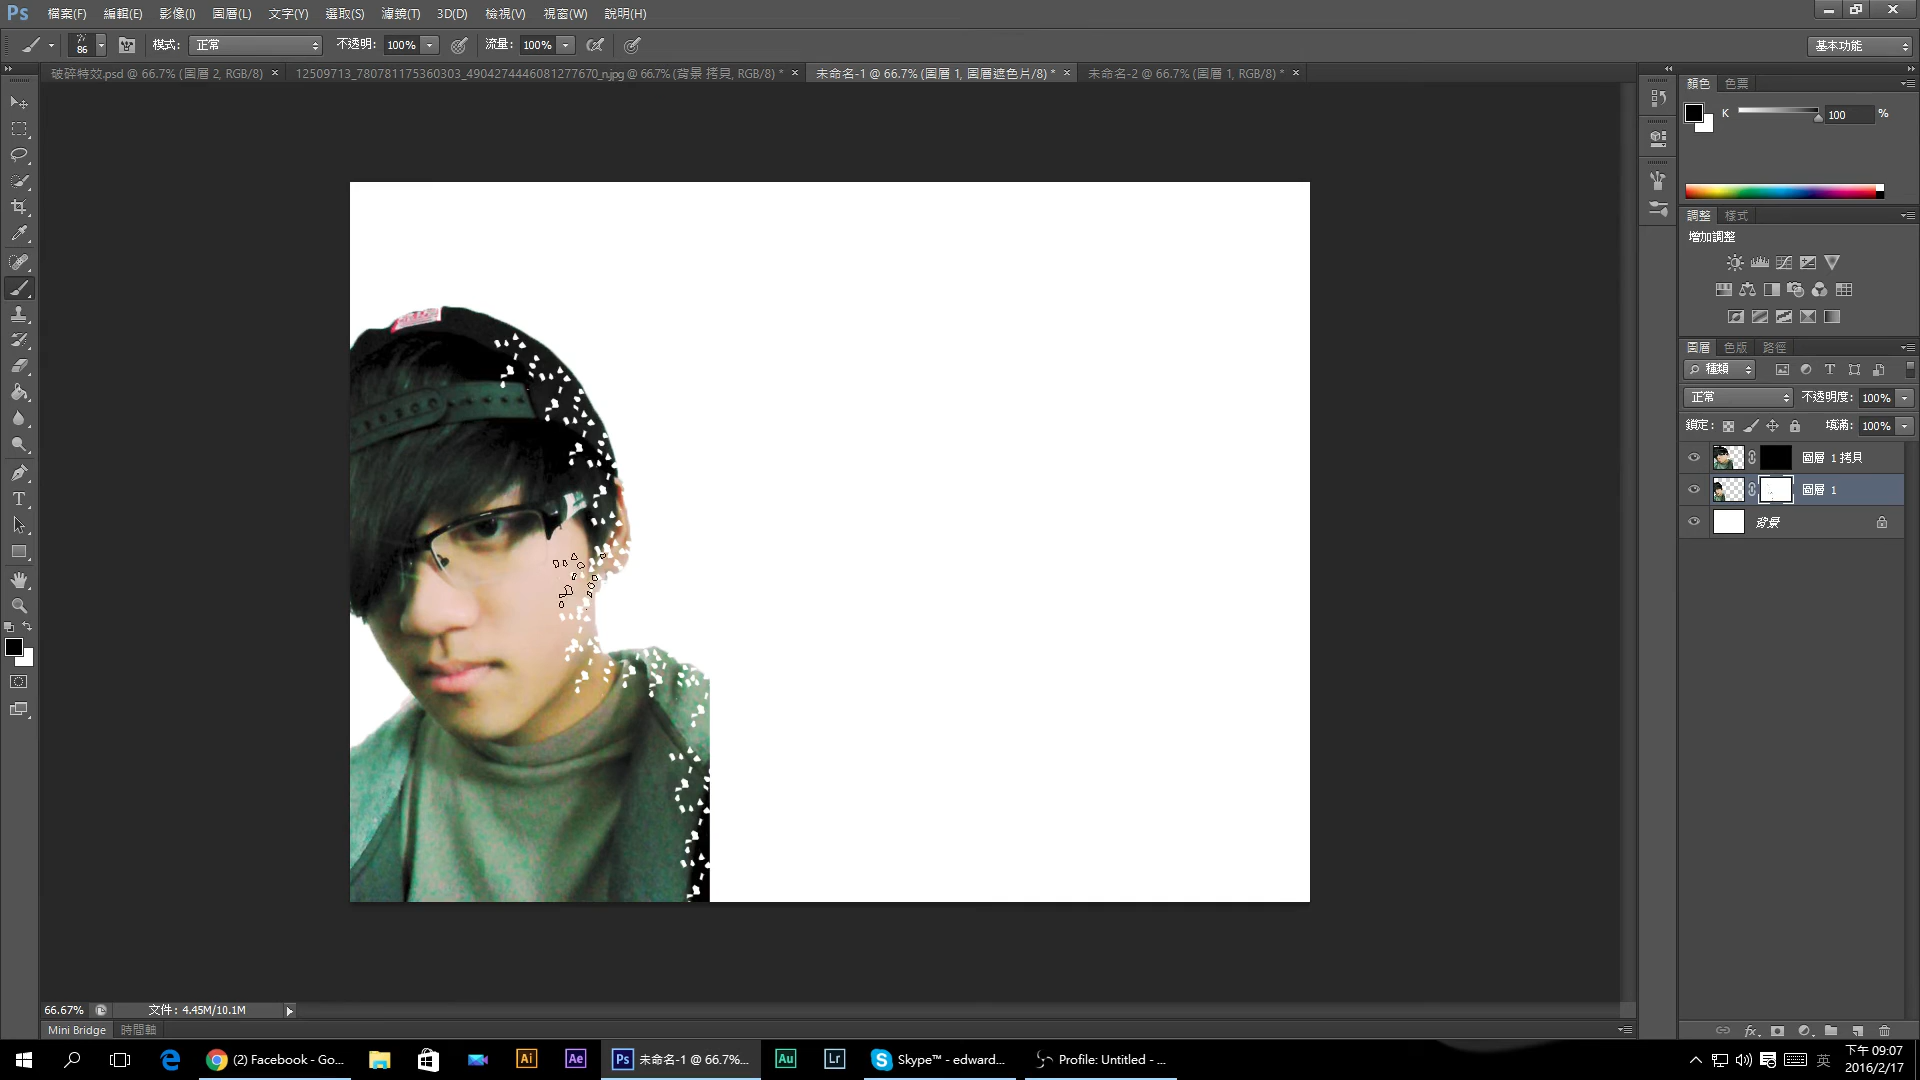 Ps 檔案(F) 編輯(E) 影像(I) 圖層(L) 文字(Y) 選取(S) 濾鏡(T) 3D(D) 檢視(V) 視窗(W) 說明(H)
86 模式: 正常 不透明: 100% 流量: 100% 基本功能
破碎特效.psd @ 66.7% (圖層 2, RGB/8) × 12509713_780781175360303_4904274446081277670_n.jpg @ 66.7% (背景 拷貝, RGB/8) * × 未命名-1 @ 66.7% (圖層 1, 圖層遮色片/8) * × 未命名-2 @ 66.7% (圖層 1, RGB/8) * ×
顏色 色票
K 100 %
調整 樣式
增加調整
圖層 色版 路徑
種類
正常 不透明度: 100%
鎖定: 填滿: 100%
圖層 1 拷貝
圖層 1
背景
66.67% 文件: 4.45M/10.1M
Mini Bridge 時間軸
(2) Facebook - Go... Ai Ae Ps 未命名-1 @ 66.7%... Au Lr Skype™ - edward... Profile: Untitled - ... 英 下午 09:07
2016/2/17